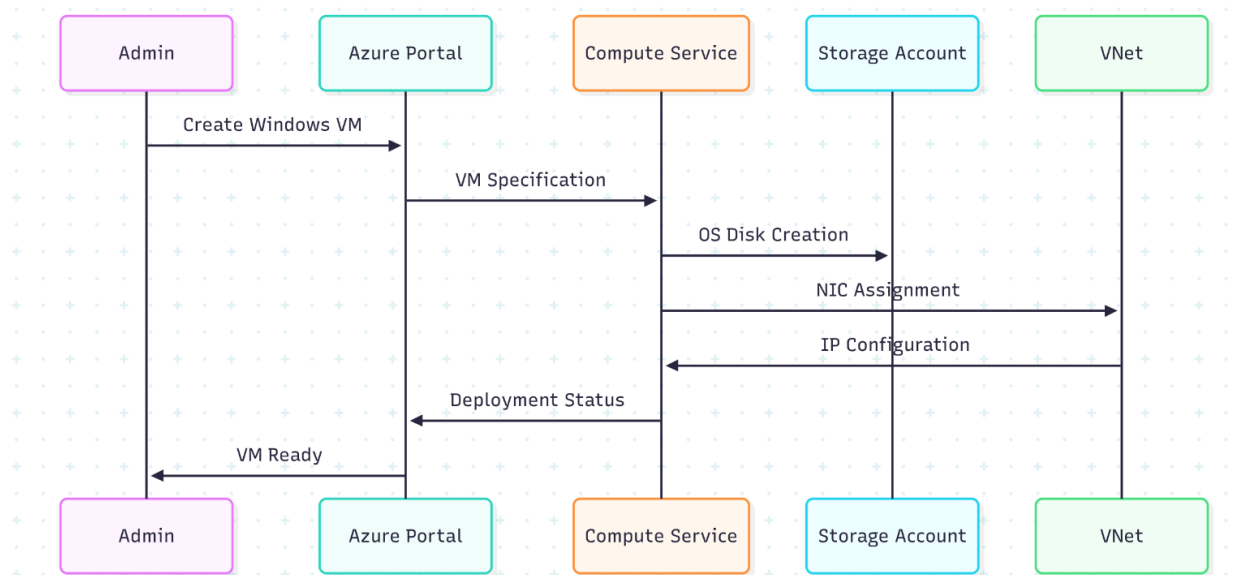 Admin
Azure Portal
Compute Service
Storage Account
VNet
Create Windows VM
VM Specification
OS Disk Creation
NIC Assignment
IP Configuration
Deployment Status
VM Ready
Admin
Azure Portal
Compute Service
Storage Account
VNet